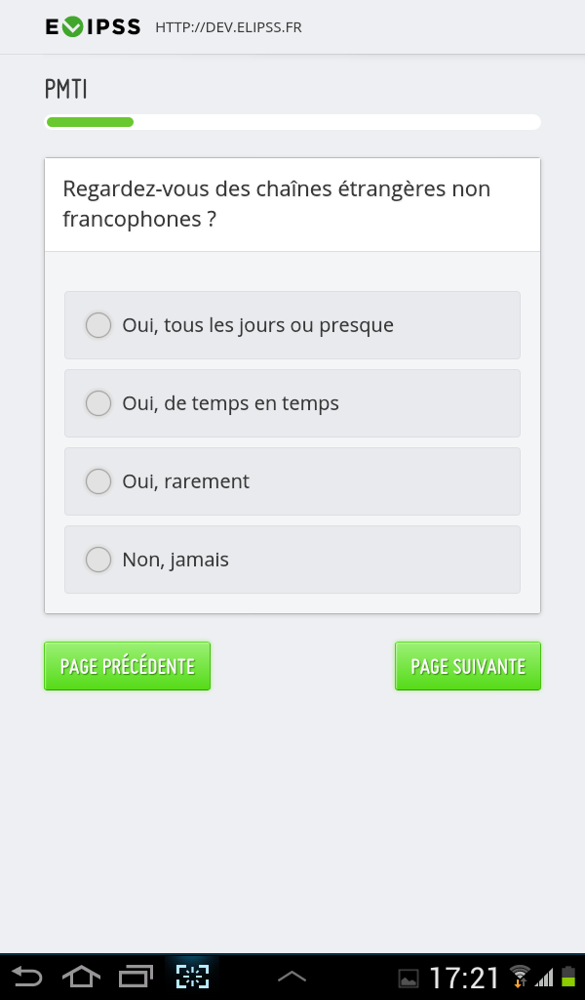 ELIPSS HTTP://DEV.ELIPSS.FR
PMTI
Regardez-vous des chaînes étrangères non
francophones ?
Oui, tous les jours ou presque
Oui, de temps en temps
Oui, rarement
Non, jamais
PAGE PRÉCÉDENTE PAGE SUIVANTE
17:21